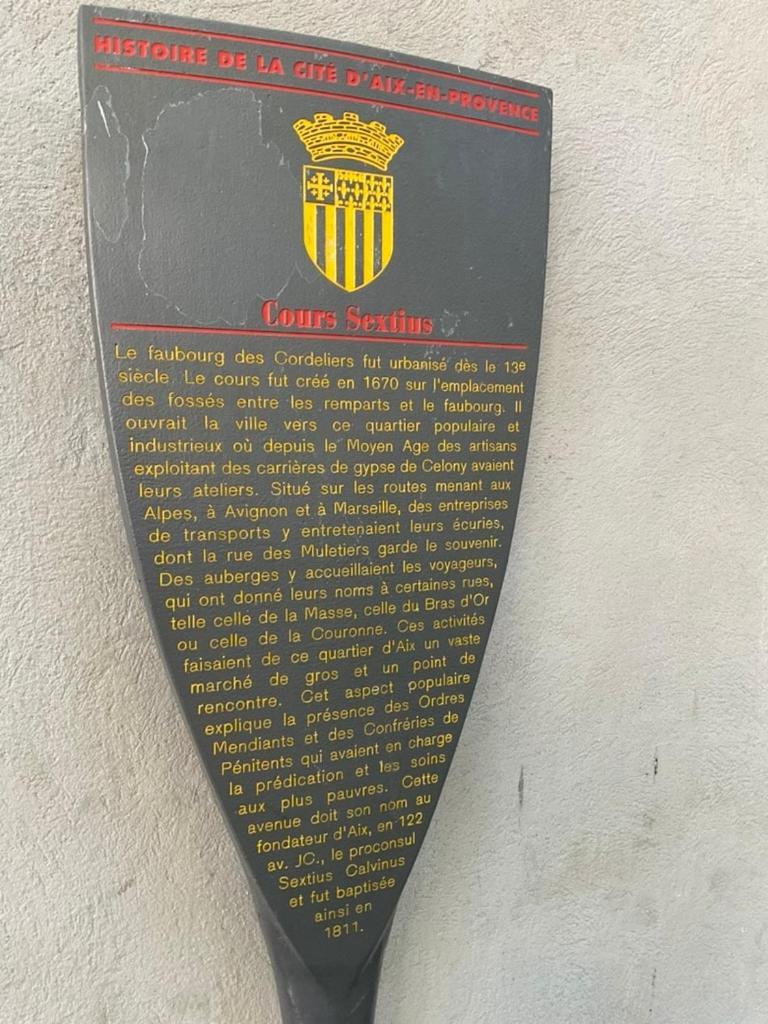 HISTOIRE DE LA CITÉ D'AIX-EN-PROVENCE
Cours Sextius
Le faubourg des Cordeliers fut urbanisé dès le 13e
siècle. Le cours fut créé en 1670 sur l'emplacement
des fossés entre les remparts et le faubourg. Il
ouvrait la ville vers ce quartier populaire et
industrieux où depuis le Moyen Age des artisans
exploitant des carrières de gypse de Celony avaient
leurs ateliers. Situé sur les routes menant aux
Alpes, à Avignon et à Marseille, des entreprises
de transports y entretenaient leurs écuries,
dont la rue des Muletiers garde le souvenir.
Des auberges y accueillaient les voyageurs,
qui ont donné leurs noms à certaines rues,
telle celle de la Masse, celle du Bras d'Or
ou celle de la Couronne. Ces activités
faisaient de ce quartier d'Aix un vaste
marché de gros et un point de
rencontre. Cet aspect populaire
explique la présence des Ordres
Mendiants et des Confréries de
Pénitents qui avaient en charge
la prédication et les soins
aux plus pauvres. Cette
avenue doit son nom au
fondateur d'Aix, en 122
av. JC., le proconsul
Sextius Calvinus
et fut baptisée
ainsi en
1811.